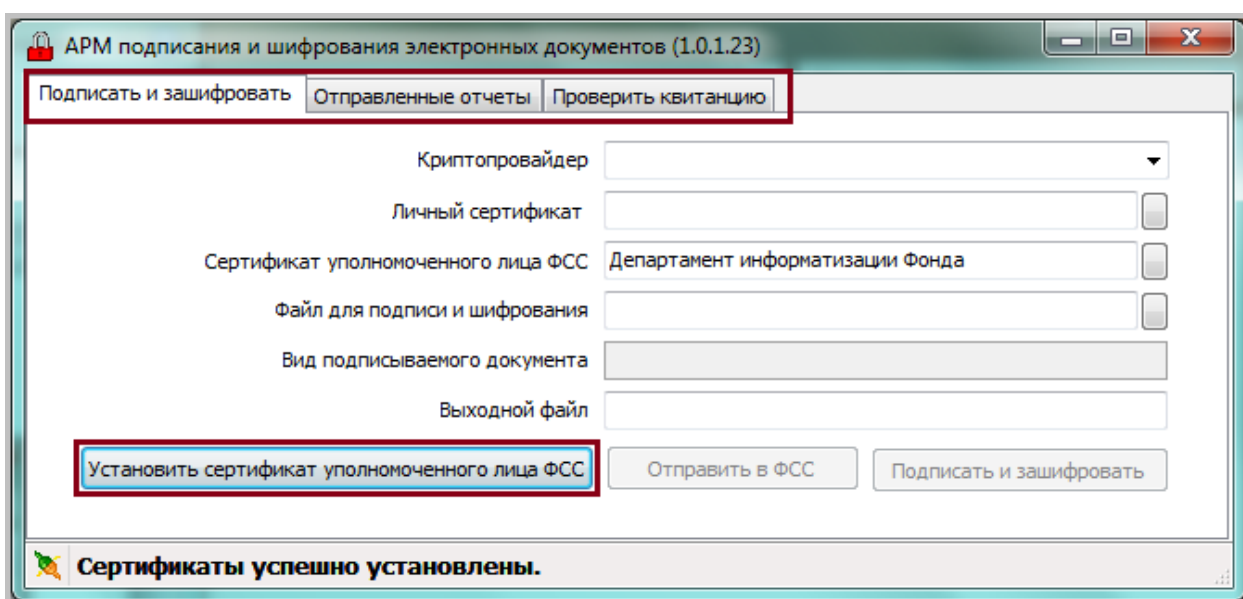 АРМ подписания и шифрования электронных документов (1.0.1.23)
Подписать и зашифровать Отправленные отчеты Проверить квитанцию
Криптопровайдер
Личный сертификат
Сертификат уполномоченного лица ФСС Департамент информатизации Фонда
Файл для подписи и шифрования
Вид подписываемого документа
Выходной файл
Установить сертификат уполномоченного лица ФСС Отправить в ФСС Подписать и зашифровать
Сертификаты успешно установлены.